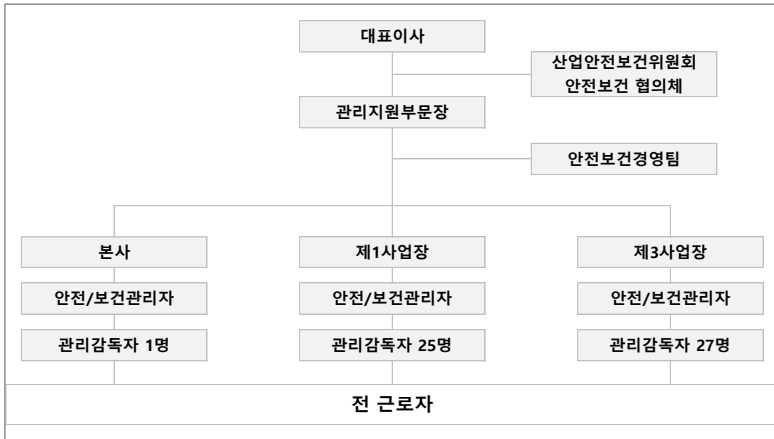 대표이사
산업안전보건위원회
안전보건 협의체
관리지원부문장
안전보건경영팀
본사
제1사업장
제3사업장
안전/보건관리자
안전/보건관리자
안전/보건관리자
관리감독자 1명
관리감독자 25명
관리감독자 27명
전 근로자